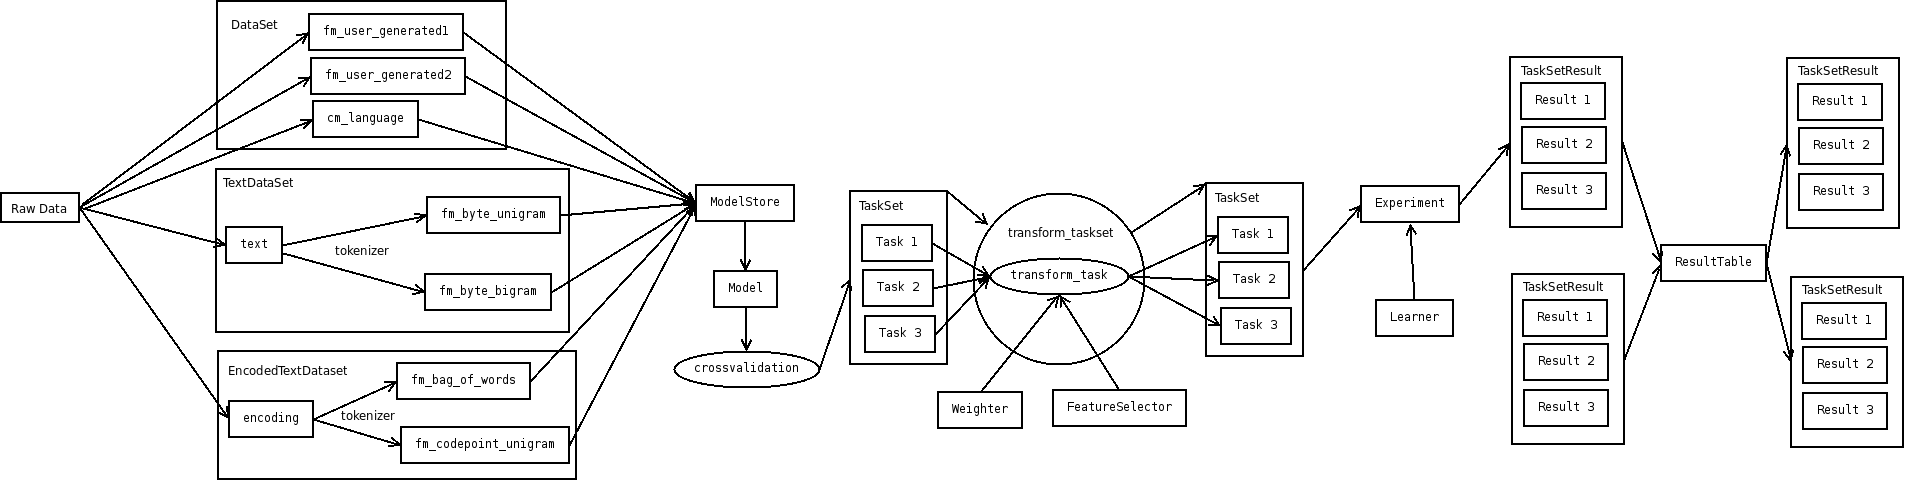 Raw Data
DataSet
fm_user_generated1
fm_user_generated2
cm_language
TextDataSet
text
tokenizer
fm_byte_unigram
fm_byte_bigram
EncodedTextDataset
encoding
tokenizer
fm_bag_of_words
fm_codepoint_unigram
ModelStore
Model
crossvalidation
TaskSet
Task 1
Task 2
Task 3
transform_taskset
transform_task
Weighter
FeatureSelector
TaskSet
Task 1
Task 2
Task 3
Experiment
Learner
TaskSetResult
Result 1
Result 2
Result 3
TaskSetResult
Result 1
Result 2
Result 3
ResultTable
TaskSetResult
Result 1
Result 2
Result 3
TaskSetResult
Result 1
Result 2
Result 3